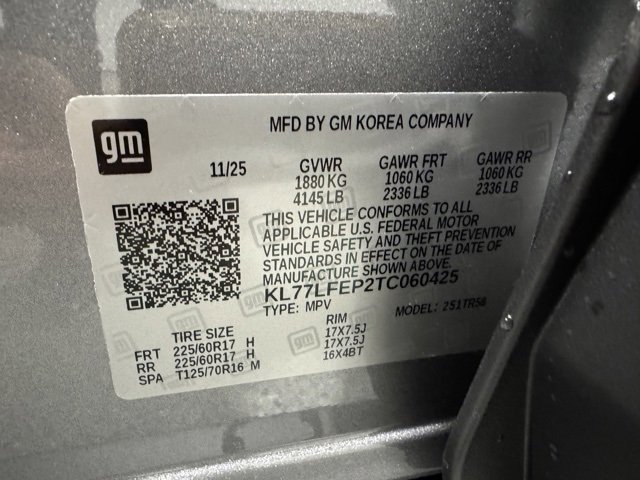 gm
MFD BY GM KOREA COMPANY
11/25 GVWR GAWR FRT GAWR RR
1880 KG 1060 KG 1060 KG
4145 LB 2336 LB 2336 LB
THIS VEHICLE CONFORMS TO ALL
APPLICABLE U.S. FEDERAL MOTOR
VEHICLE SAFETY AND THEFT PREVENTION
STANDARDS IN EFFECT ON THE DATE OF
MANUFACTURE SHOWN ABOVE.
KL77LFEP2TC060425
TYPE: MPV MODEL: 251TR58
TIRE SIZE RIM
FRT 225/60R17 H 17X7.5J
RR 225/60R17 H 17X7.5J
SPA T125/70R16 M 16X4BT